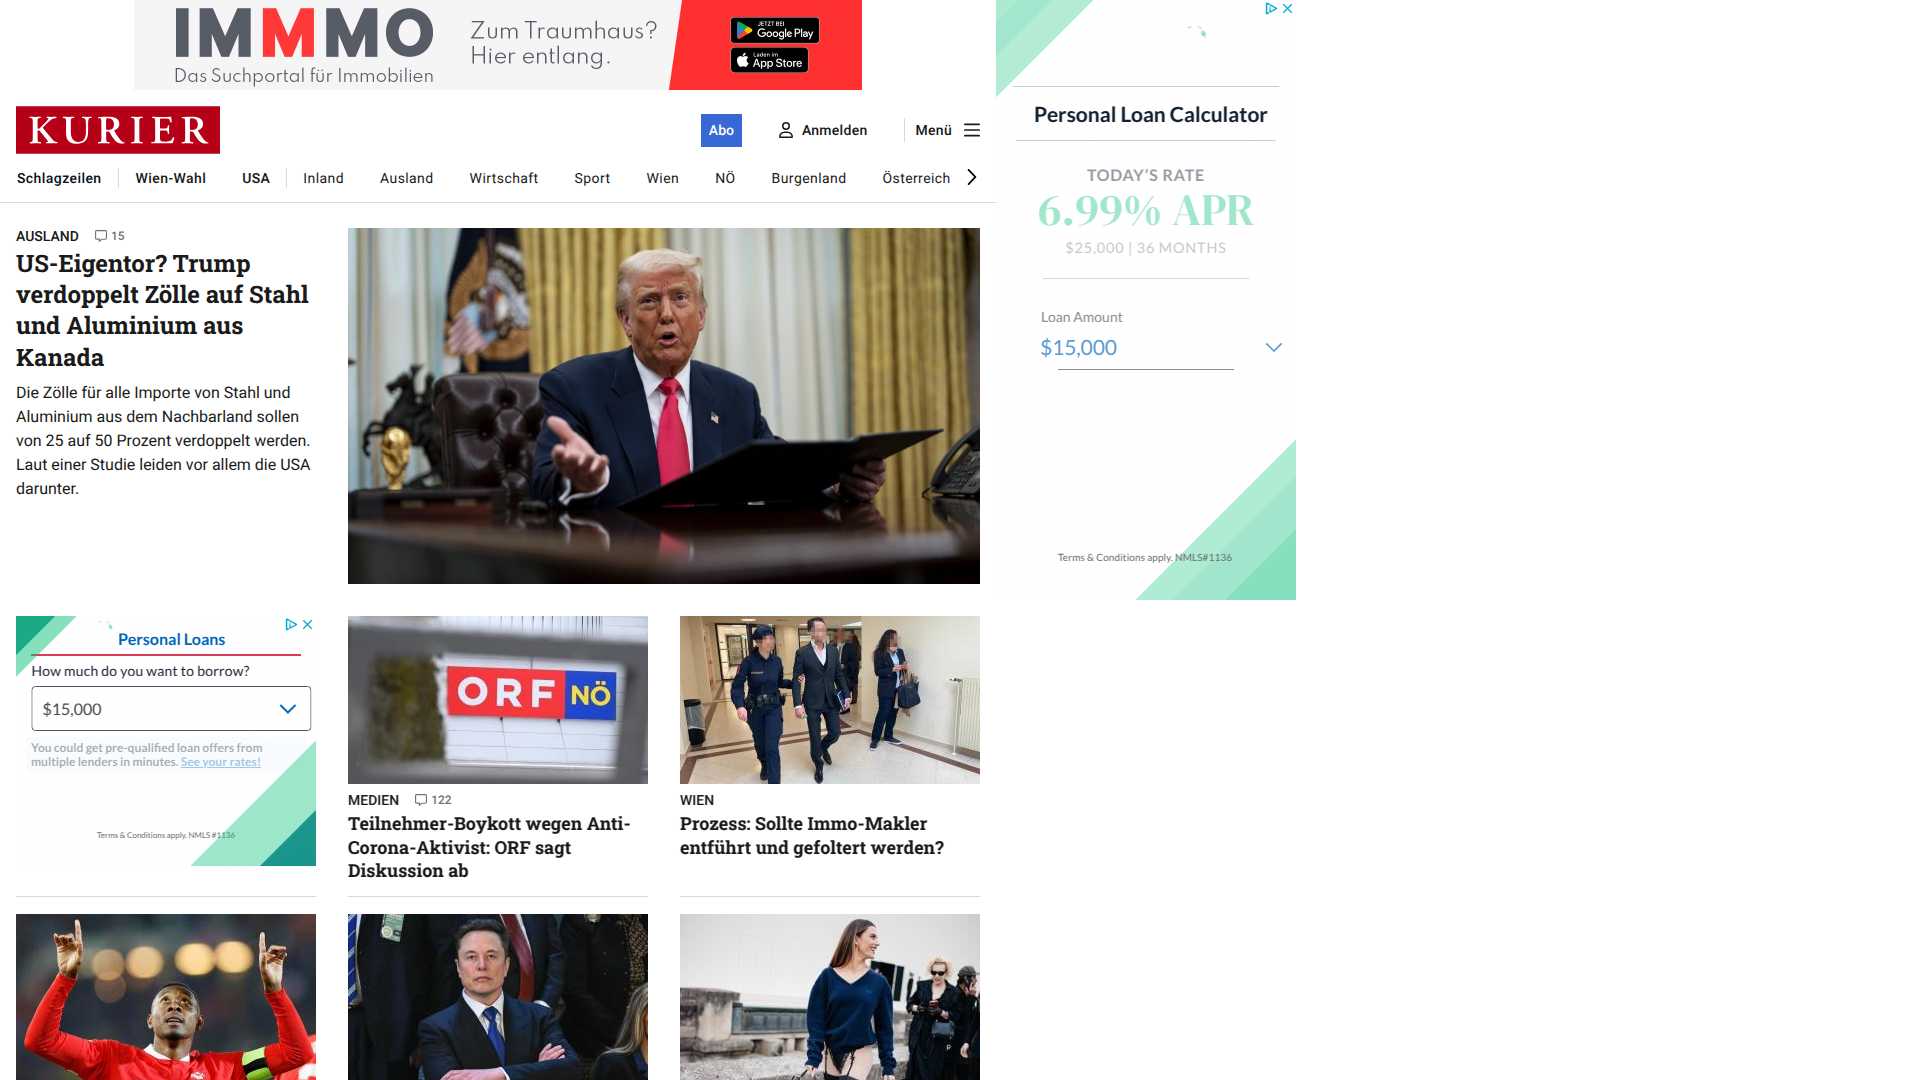 IMMMO
Das Suchportal für Immobilien
Zum Traumhaus?
Hier entlang.
JETZT BEI
Google Play
Laden im
App Store
KURIER
Abo
Anmelden
Menü
Schlagzeilen
Wien-Wahl
USA
Inland
Ausland
Wirtschaft
Sport
Wien
NÖ
Burgenland
Österreich
AUSLAND 15
US-Eigentor? Trump
verdoppelt Zölle auf Stahl
und Aluminium aus
Kanada
Die Zölle für alle Importe von Stahl und
Aluminium aus dem Nachbarland sollen
von 25 auf 50 Prozent verdoppelt werden.
Laut einer Studie leiden vor allem die USA
darunter.
Personal Loan Calculator
TODAY'S RATE
6.99% APR
$25,000 | 36 MONTHS
Loan Amount
$15,000
Terms & Conditions apply. NMLS#1136
Personal Loans
How much do you want to borrow?
$15,000
You could get pre-qualified loan offers from
multiple lenders in minutes. See your rates!
Terms & Conditions apply. NMLS #1136
ORF NÖ
MEDIEN 122
Teilnehmer-Boykott wegen Anti-
Corona-Aktivist: ORF sagt
Diskussion ab
WIEN
Prozess: Sollte Immo-Makler
entführt und gefoltert werden?